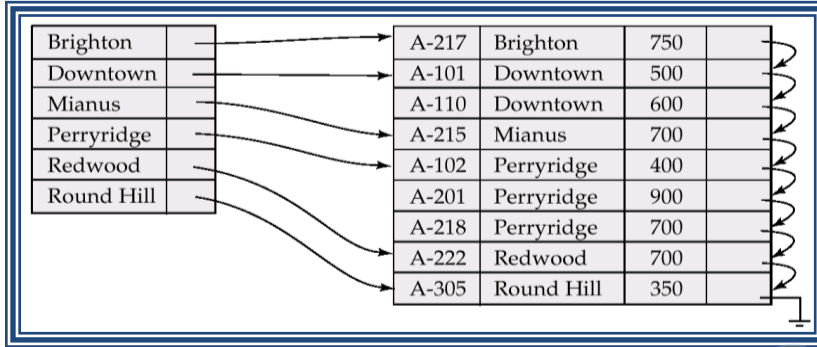 Brighton
Downtown
Mianus
Perryridge
Redwood
Round Hill
A-217 Brighton 750
A-101 Downtown 500
A-110 Downtown 600
A-215 Mianus 700
A-102 Perryridge 400
A-201 Perryridge 900
A-218 Perryridge 700
A-222 Redwood 700
A-305 Round Hill 350